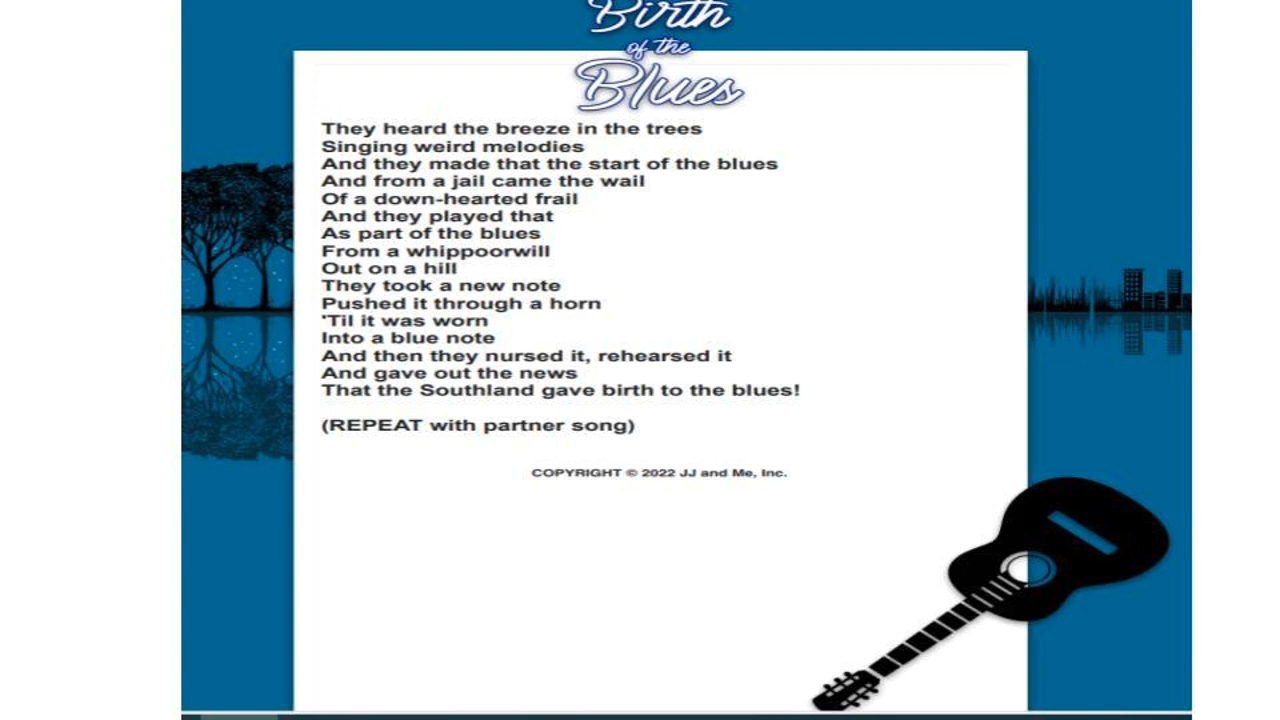 Birth
of the
Blues
They heard the breeze in the trees
Singing weird melodies
And they made that the start of the blues
And from a jail came the wail
Of a down-hearted frail
And they played that
As part of the blues
From a whippoorwill
Out on a hill
They took a new note
Pushed it through a horn
'Til it was worn
Into a blue note
And then they nursed it, rehearsed it
And gave out the news
That the Southland gave birth to the blues!
(REPEAT with partner song)
COPYRIGHT © 2022 JJ and Me, Inc.